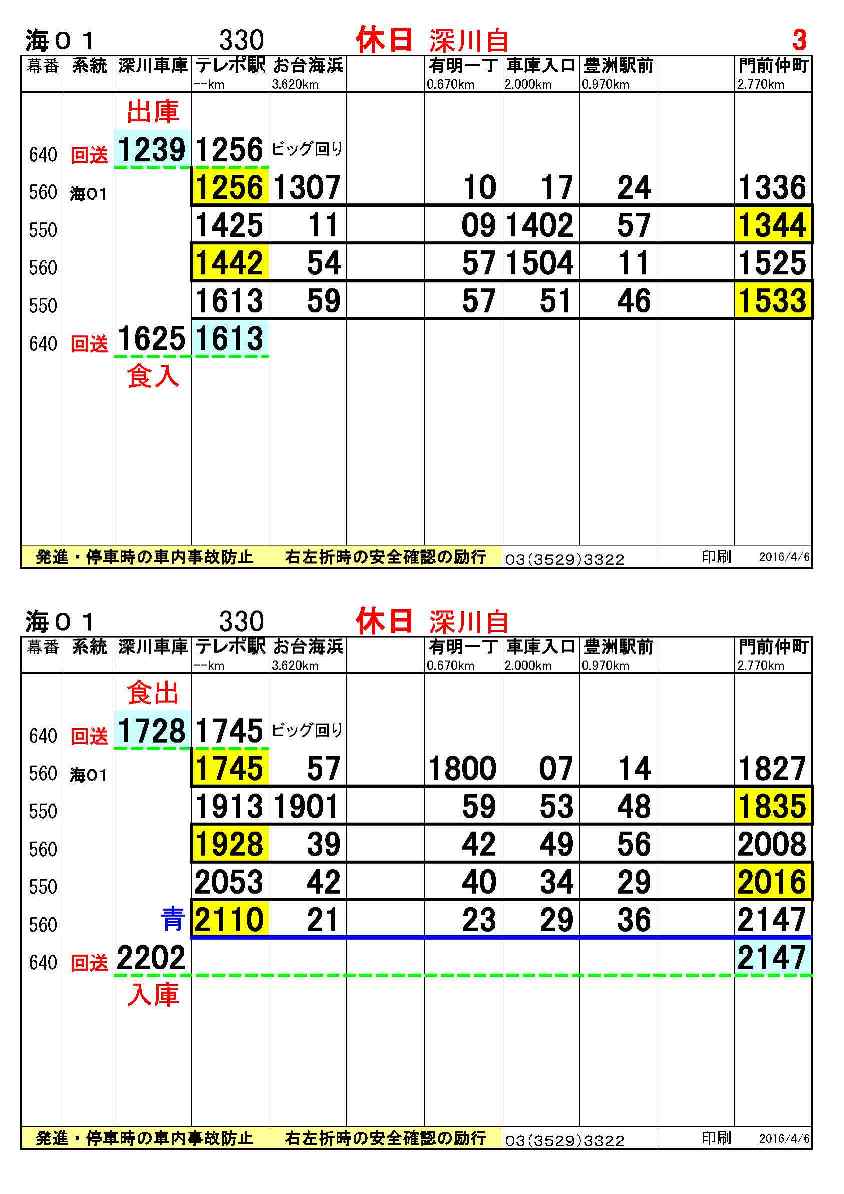 海０１ 330 休日 深川自 3
幕番 系統 深川車庫 テレポ駅 お台海浜 有明一丁 車庫入口 豊洲駅前 門前仲町
--km 3.620km 0.670km 2.000km 0.970km 2.770km
出庫
640 回送 1239 1256 ビッグ回り
560 海01 1256 1307 10 17 24 1336
550 1425 11 09 1402 57 1344
560 1442 54 57 1504 11 1525
550 1613 59 57 51 46 1533
640 回送 1625 1613
食入
発進・停車時の車内事故防止 右左折時の安全確認の励行 03(3529)3322 印刷 2016/4/6
海０１ 330 休日 深川自
幕番 系統 深川車庫 テレポ駅 お台海浜 有明一丁 車庫入口 豊洲駅前 門前仲町
--km 3.620km 0.670km 2.000km 0.970km 2.770km
食出
640 回送 1728 1745 ビッグ回り
560 海01 1745 57 1800 07 14 1827
550 1913 1901 59 53 48 1835
560 1928 39 42 49 56 2008
550 2053 42 40 34 29 2016
560 青 2110 21 23 29 36 2147
640 回送 2202 2147
入庫
発進・停車時の車内事故防止 右左折時の安全確認の励行 03(3529)3322 印刷 2016/4/6